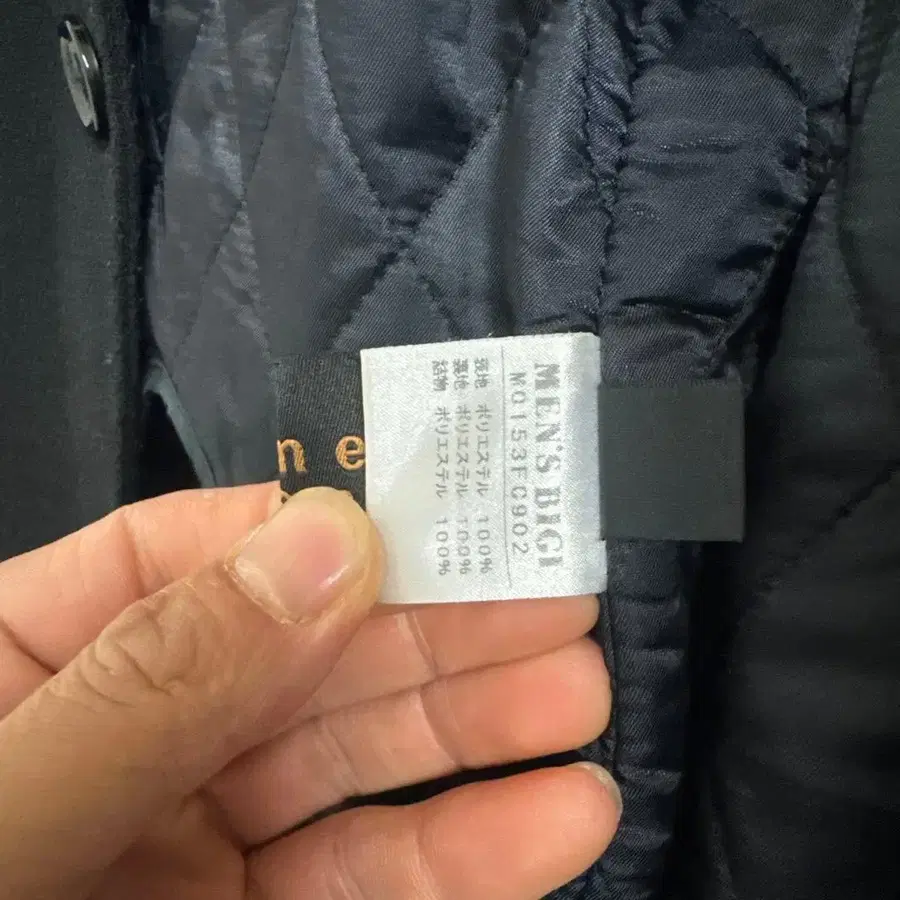 MEN'S BIGI
M0153FC902
表地 ポリエステル 100%
裏地 ポリエステル 100%
詰物 ポリエステル 100%
ne